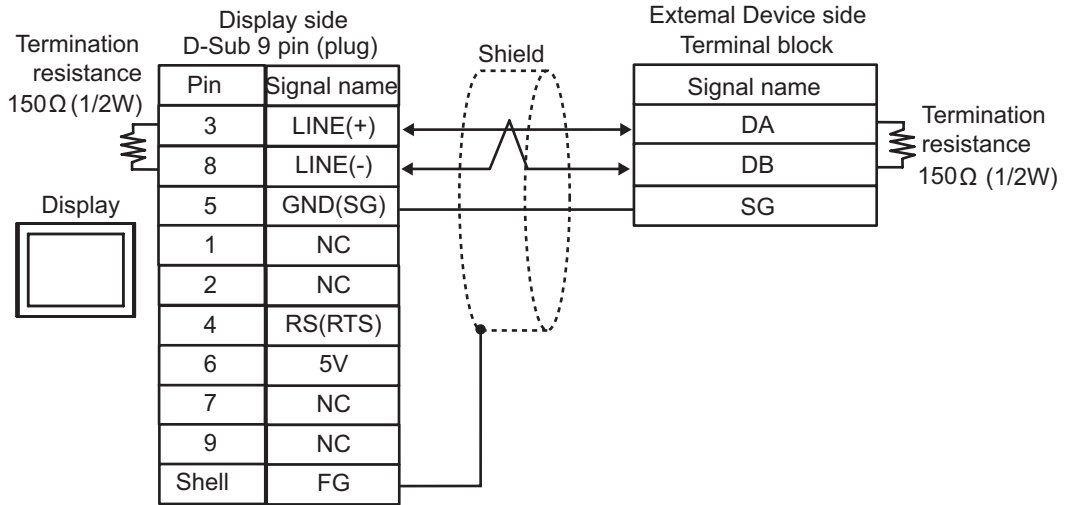 Display side
D-Sub 9 pin (plug)
Termination
resistance
150Ω (1/2W)
Pin Signal name
3 LINE(+)
8 LINE(-)
5 GND(SG)
1 NC
2 NC
4 RS(RTS)
6 5V
7 NC
9 NC
Shell FG
Display
Shield
External Device side
Terminal block
Signal name
DA
DB
SG
Termination
resistance
150Ω (1/2W)